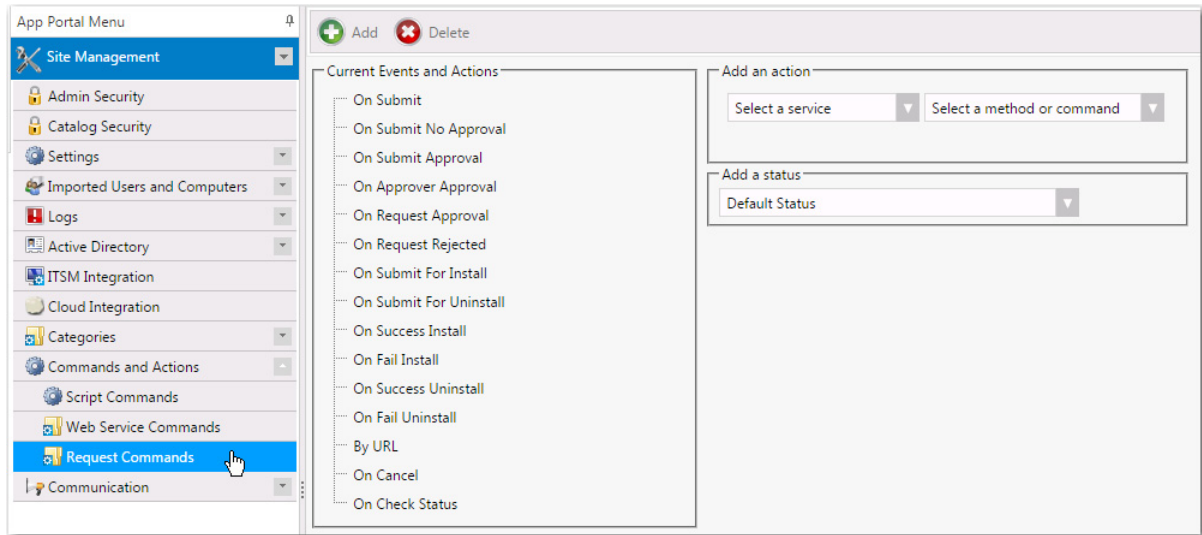 App Portal Menu
Site Management
Admin Security
Catalog Security
Settings
Imported Users and Computers
Logs
Active Directory
ITSM Integration
Cloud Integration
Categories
Commands and Actions
Script Commands
Web Service Commands
Request Commands
Communication
Add Delete
Current Events and Actions
On Submit
On Submit No Approval
On Submit Approval
On Approver Approval
On Request Approval
On Request Rejected
On Submit For Install
On Submit For Uninstall
On Success Install
On Fail Install
On Success Uninstall
On Fail Uninstall
By URL
On Cancel
On Check Status
Add an action
Select a service Select a method or command
Add a status
Default Status